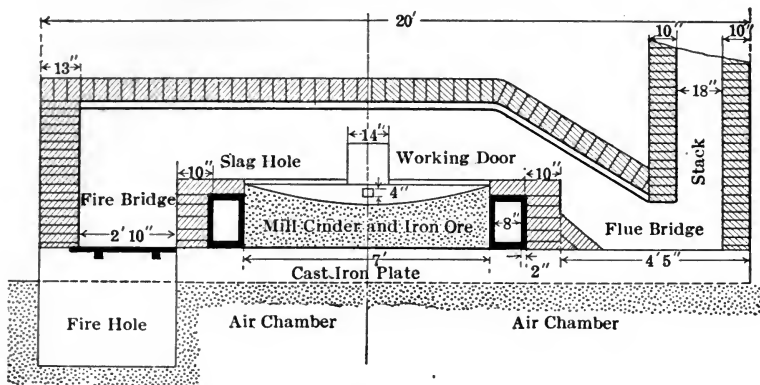 20′
10″
10″
13″
18″
14″
Slag Hole
Working Door
Stack
10″
10″
4″
Fire Bridge
Mill Cinder and Iron Ore
8″
Flue Bridge
2′ 10″
7′
2″
4′ 5″
Cast Iron Plate
Fire Hole
Air Chamber
Air Chamber